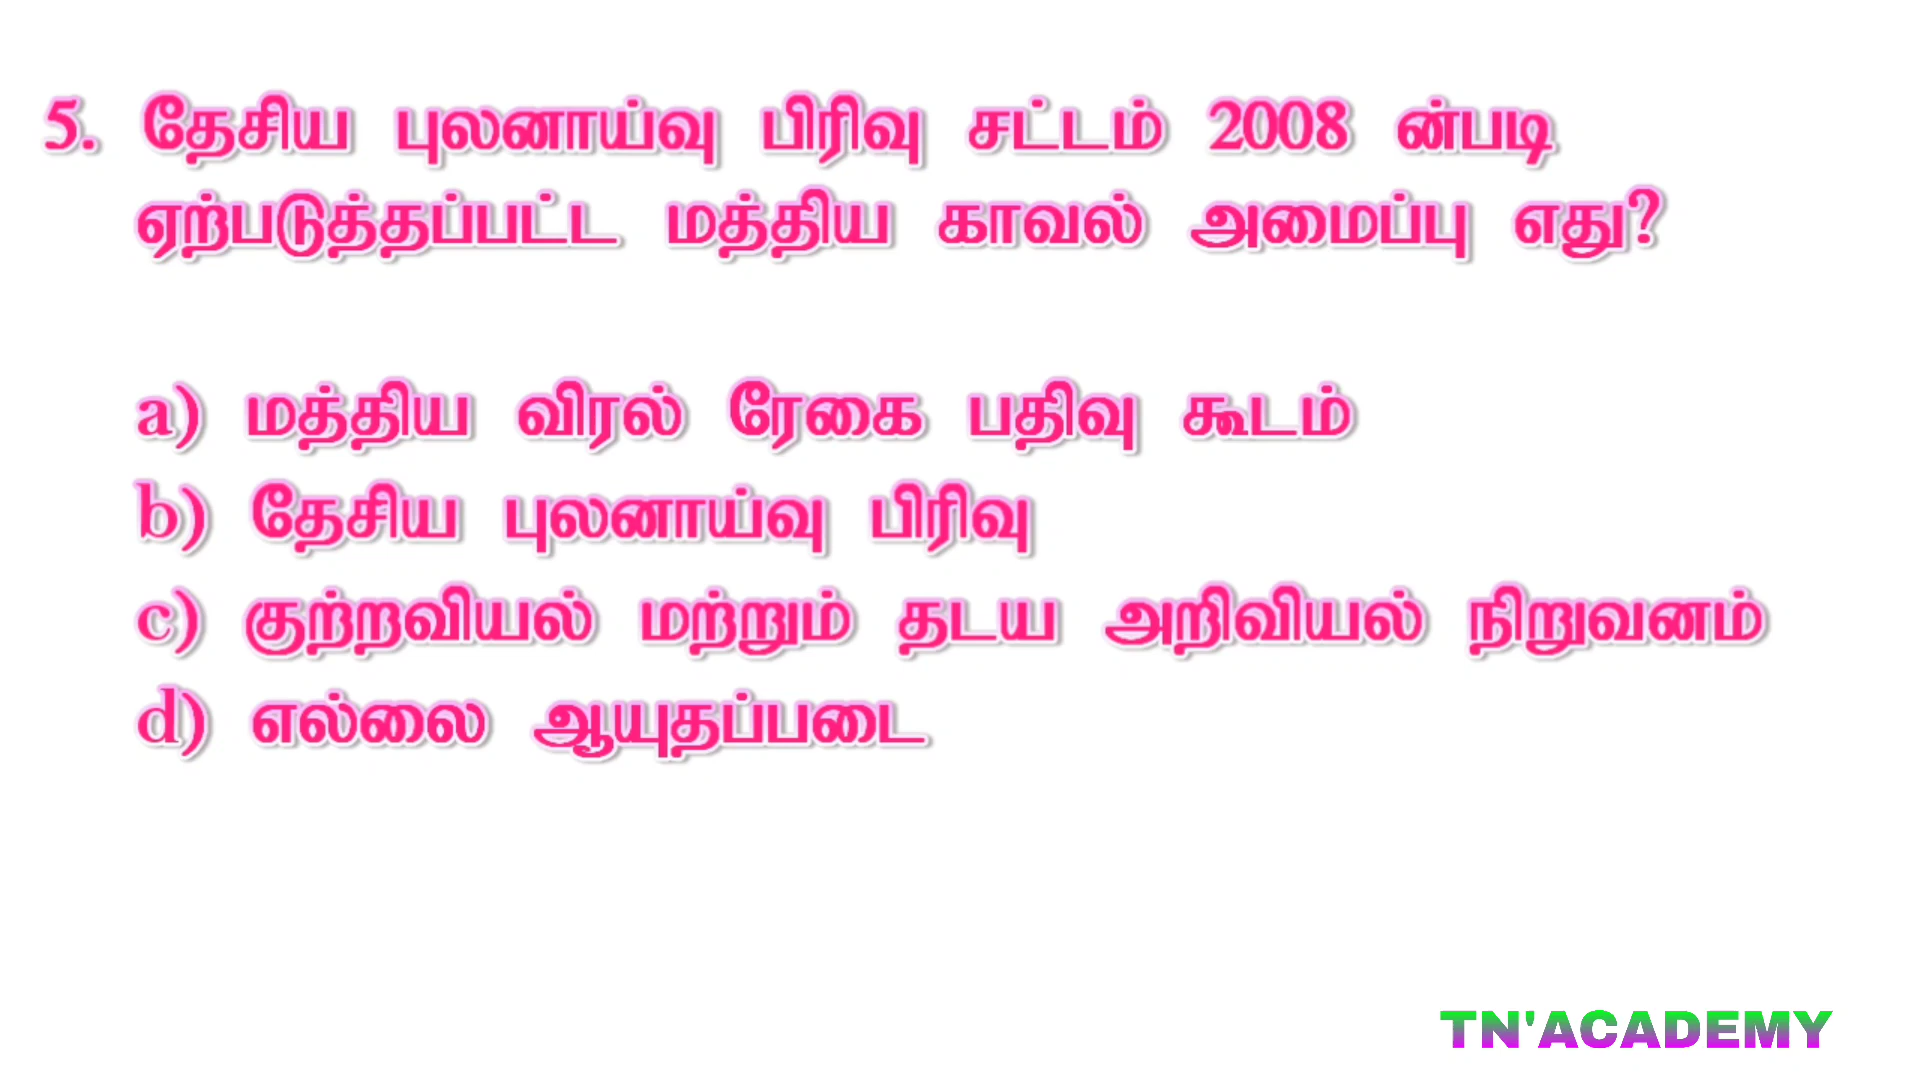 5. தேசிய புலனாய்வு பிரிவு சட்டம் 2008 ன்படி
ஏற்படுத்தப்பட்ட மத்திய காவல் அமைப்பு எது?
a) மத்திய விரல் ரேகை பதிவு கூடம்
b) தேசிய புலனாய்வு பிரிவு
c) குற்றவியல் மற்றும் தடய அறிவியல் நிறுவனம்
d) எல்லை ஆயுதப்படை
TN'ACADEMY